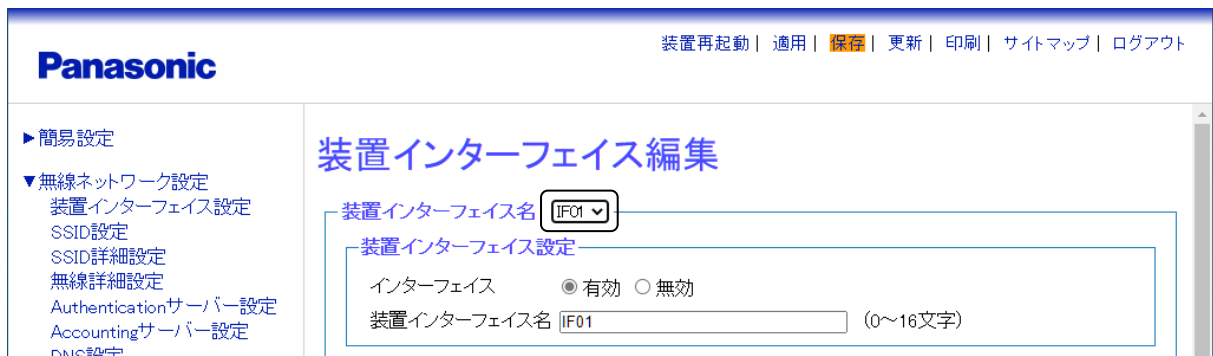 装置再起動| 適用| 保存| 更新| 印刷| サイトマップ| ログアウト
Panasonic
▶簡易設定
▼無線ネットワーク設定
装置インターフェイス設定
SSID設定
SSID詳細設定
無線詳細設定
Authenticationサーバー設定
Accountingサーバー設定
DNS設定
装置インターフェイス編集
装置インターフェイス名 IF01
装置インターフェイス設定
インターフェイス 有効 無効
装置インターフェイス名 IF01 (0～16文字)